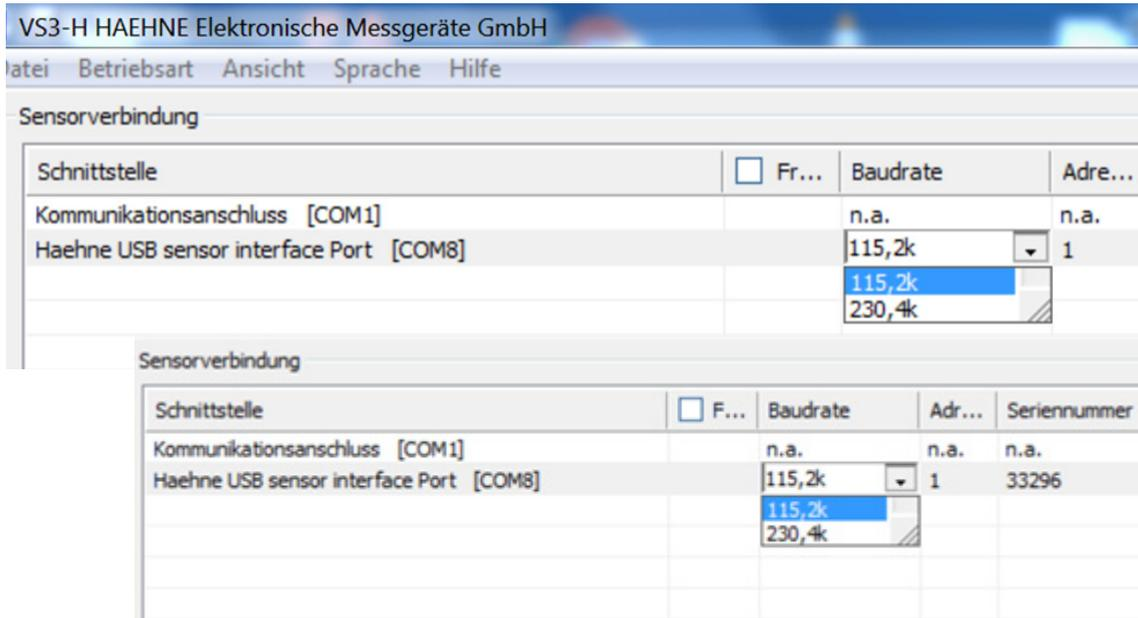 VS3-H HAEHNE Elektronische Messgeräte GmbH
atei Betriebsart Ansicht Sprache Hilfe
Sensorverbindung
Schnittstelle Fr... Baudrate Adre...
Kommunikationsanschluss [COM1] n.a. n.a.
Haehne USB sensor interface Port [COM8] 115,2k 1
115,2k
230,4k
Sensorverbindung
Schnittstelle F... Baudrate Adr... Seriennummer
Kommunikationsanschluss [COM1] n.a. n.a. n.a.
Haehne USB sensor interface Port [COM8] 115,2k 1 33296
115,2k
230,4k